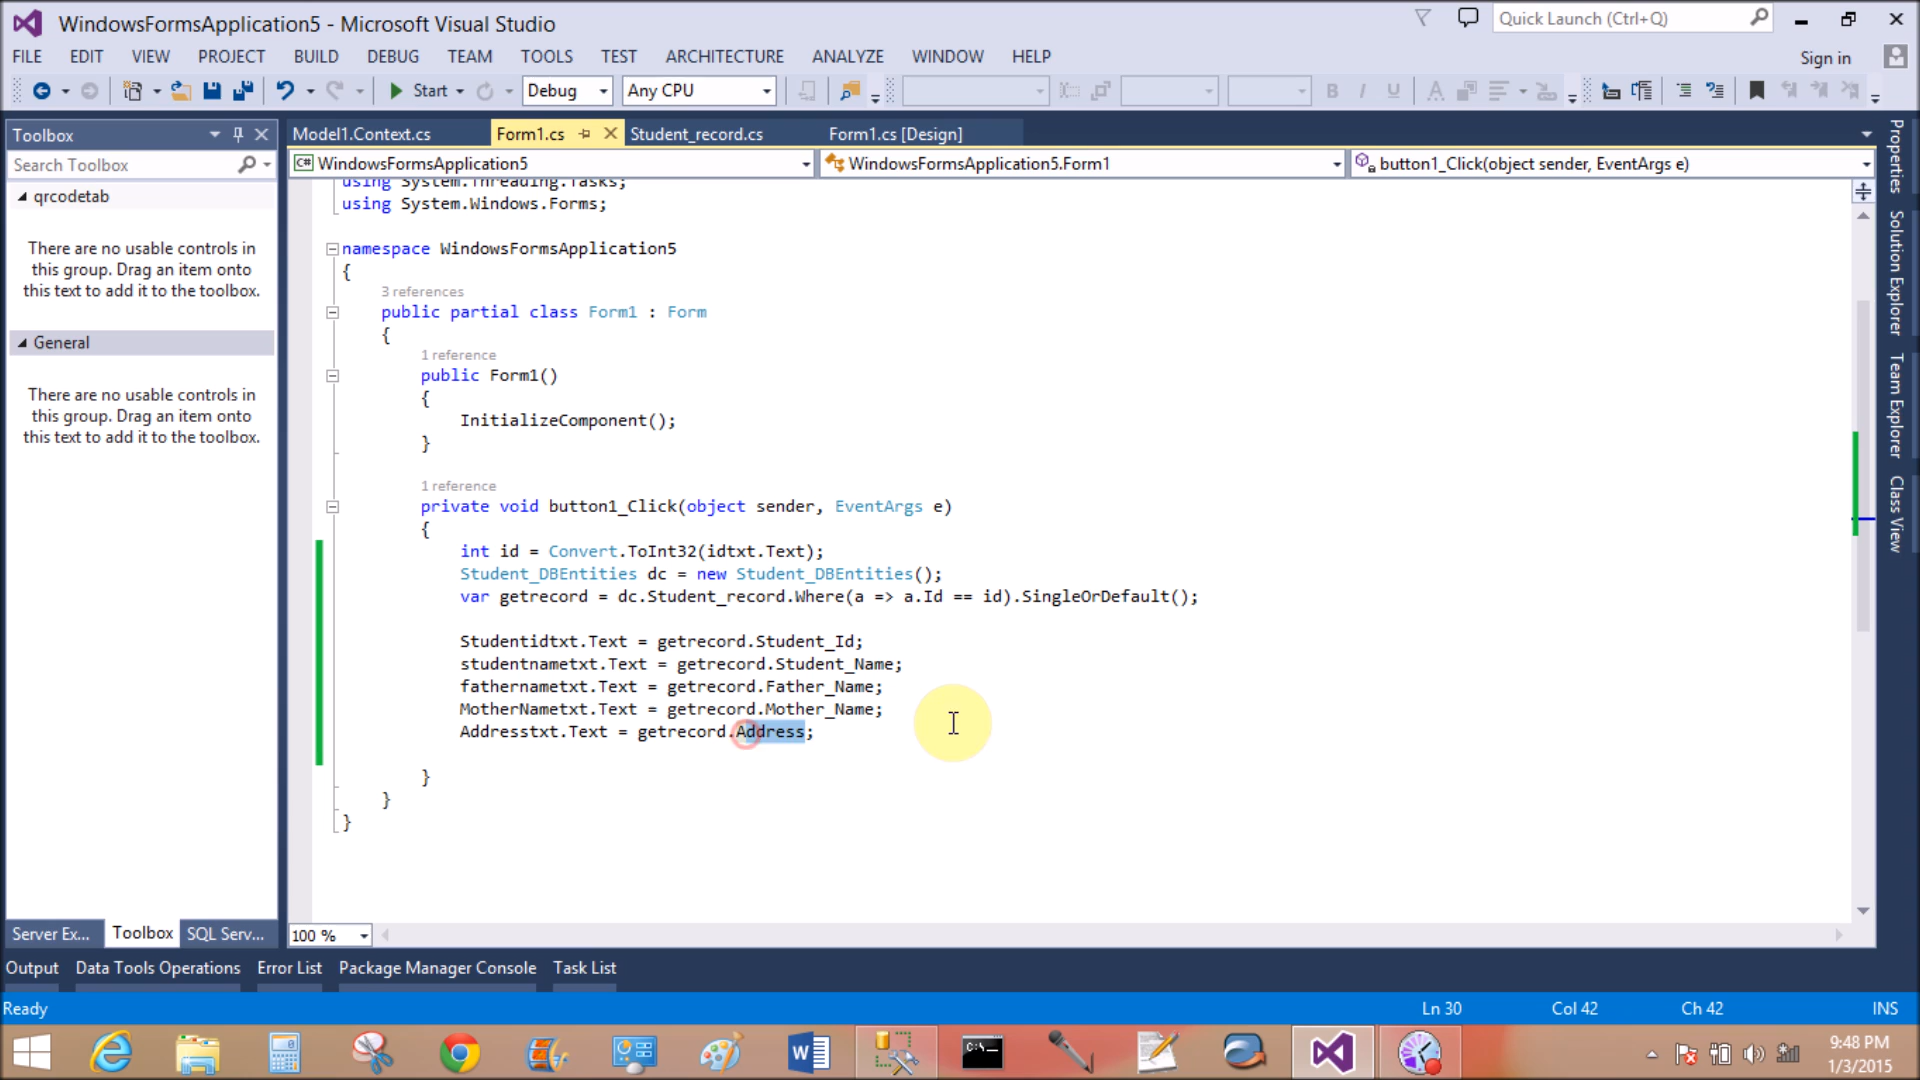 WindowsFormsApplication5 - Microsoft Visual Studio
Quick Launch (Ctrl+Q)
FILE EDIT VIEW PROJECT BUILD DEBUG TEAM TOOLS TEST ARCHITECTURE ANALYZE WINDOW HELP
Sign in
Start Debug Any CPU
Toolbox
Search Toolbox
qrcodetab
There are no usable controls in
this group. Drag an item onto
this text to add it to the toolbox.
General
There are no usable controls in
this group. Drag an item onto
this text to add it to the toolbox.
Server Ex... Toolbox SQL Serv...
Model1.Context.cs Form1.cs Student_record.cs Form1.cs [Design]
C# WindowsFormsApplication5 WindowsFormsApplication5.Form1 button1_Click(object sender, EventArgs e)
using System.Threading.Tasks;
using System.Windows.Forms;
namespace WindowsFormsApplication5
{
3 references
public partial class Form1 : Form
{
1 reference
public Form1()
{
InitializeComponent();
}
1 reference
private void button1_Click(object sender, EventArgs e)
{
int id = Convert.ToInt32(idtxt.Text);
Student_DBEntities dc = new Student_DBEntities();
var getrecord = dc.Student_record.Where(a => a.Id == id).SingleOrDefault();
Studentidtxt.Text = getrecord.Student_Id;
studentnametxt.Text = getrecord.Student_Name;
fathernametxt.Text = getrecord.Father_Name;
MotherNametxt.Text = getrecord.Mother_Name;
Addresstxt.Text = getrecord.Address;
}
}
}
100 %
Properties
Solution Explorer
Team Explorer
Class View
Output Data Tools Operations Error List Package Manager Console Task List
Ready Ln 30 Col 42 Ch 42 INS
9:48 PM
1/3/2015